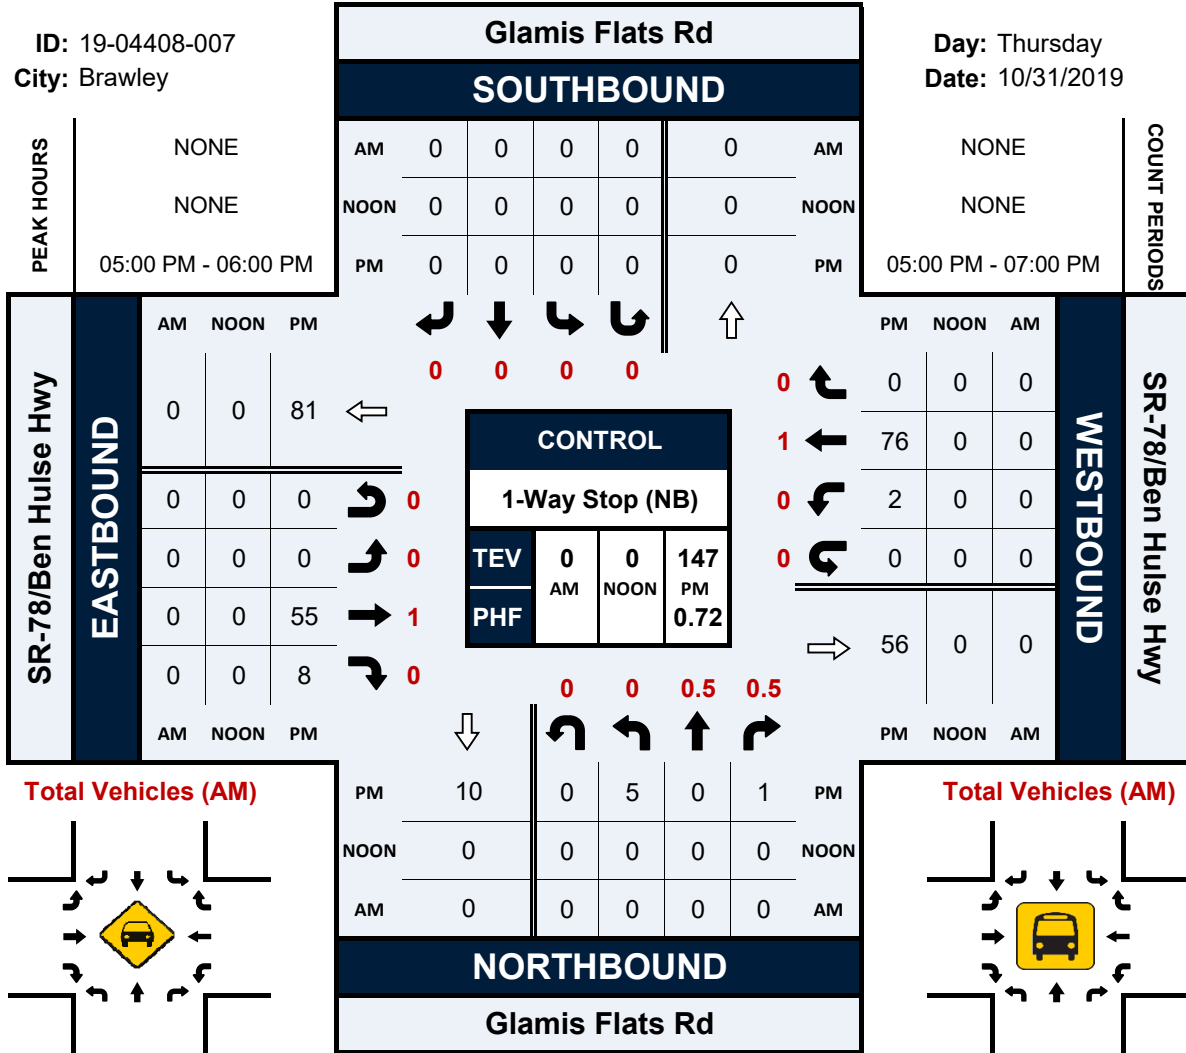 ID: 19-04408-007
City: Brawley
Glamis Flats Rd
SOUTHBOUND
Day: Thursday
Date: 10/31/2019
PEAK HOURS
NONE
NONE
05:00 PM - 06:00 PM
AM 0 0 0 0 0 AM
NOON 0 0 0 0 0 NOON
PM 0 0 0 0 0 PM
NONE
NONE
05:00 PM - 07:00 PM
COUNT PERIODS
0 0 0 0
SR-78/Ben Hulse Hwy
EASTBOUND
AM NOON PM
0 0 81
0 0 0 0
0 0 0 0
0 0 55 1
0 0 8 0
AM NOON PM
CONTROL
1-Way Stop (NB)
TEV 0 0 147
AM NOON PM
PHF 0.72
PM NOON AM
0 0 0 0
1 76 0 0
0 2 0 0
0 0 0 0
56 0 0
PM NOON AM
WESTBOUND
SR-78/Ben Hulse Hwy
0 0 0.5 0.5
PM 10 0 5 0 1 PM
NOON 0 0 0 0 0 NOON
AM 0 0 0 0 0 AM
NORTHBOUND
Glamis Flats Rd
Total Vehicles (AM)
Total Vehicles (AM)